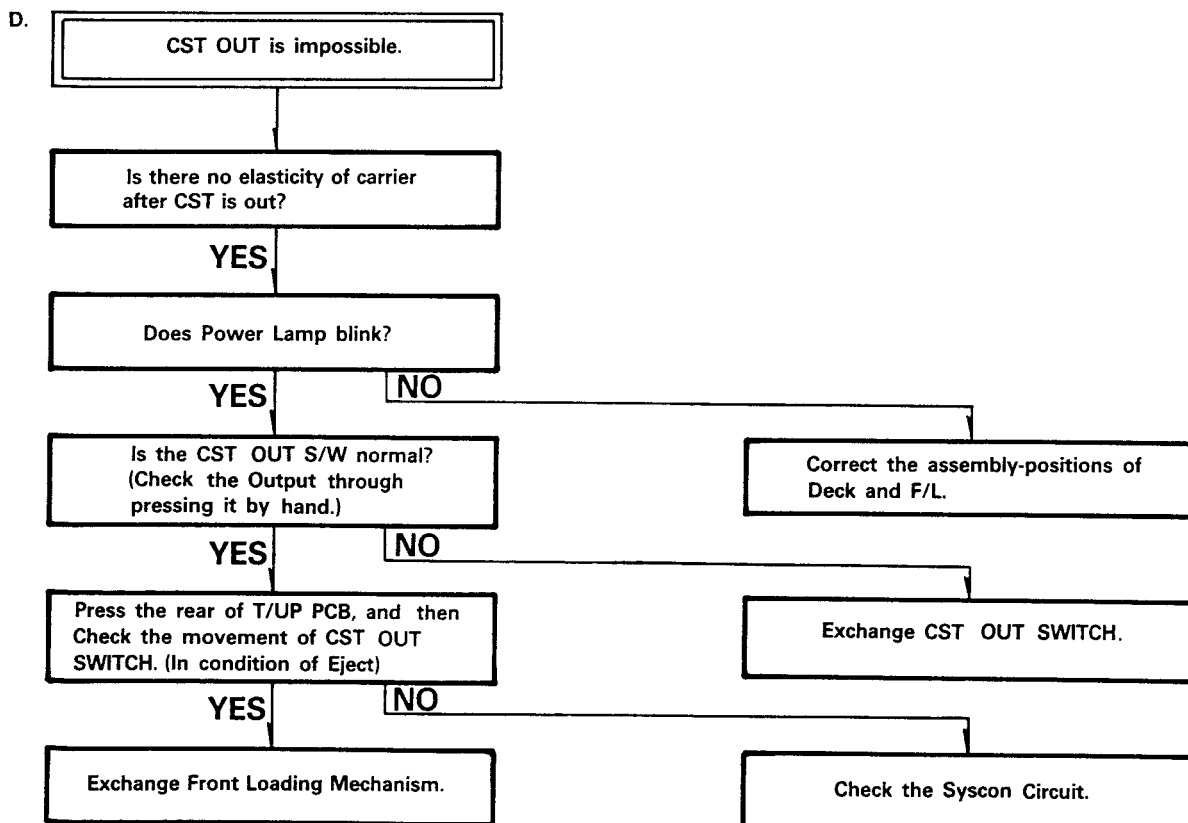 D.
CST OUT is impossible.
Is there no elasticity of carrier
after CST is out?
YES
Does Power Lamp blink?
YES
NO
Is the CST OUT S/W normal?
(Check the Output through
pressing it by hand.)
Correct the assembly-positions of
Deck and F/L.
YES
NO
Press the rear of T/UP PCB, and then
Check the movement of CST OUT
SWITCH. (In condition of Eject)
Exchange CST OUT SWITCH.
YES
NO
Exchange Front Loading Mechanism.
Check the Syscon Circuit.